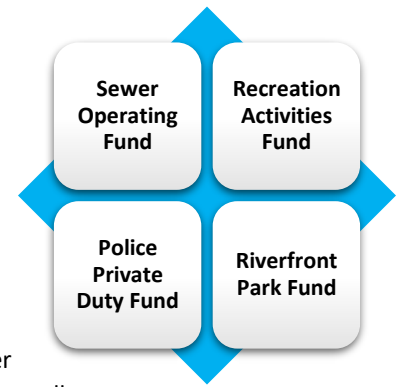 Sewer
Operating
Fund
Recreation
Activities
Fund
Police
Private
Duty Fund
Riverfront
Park Fund